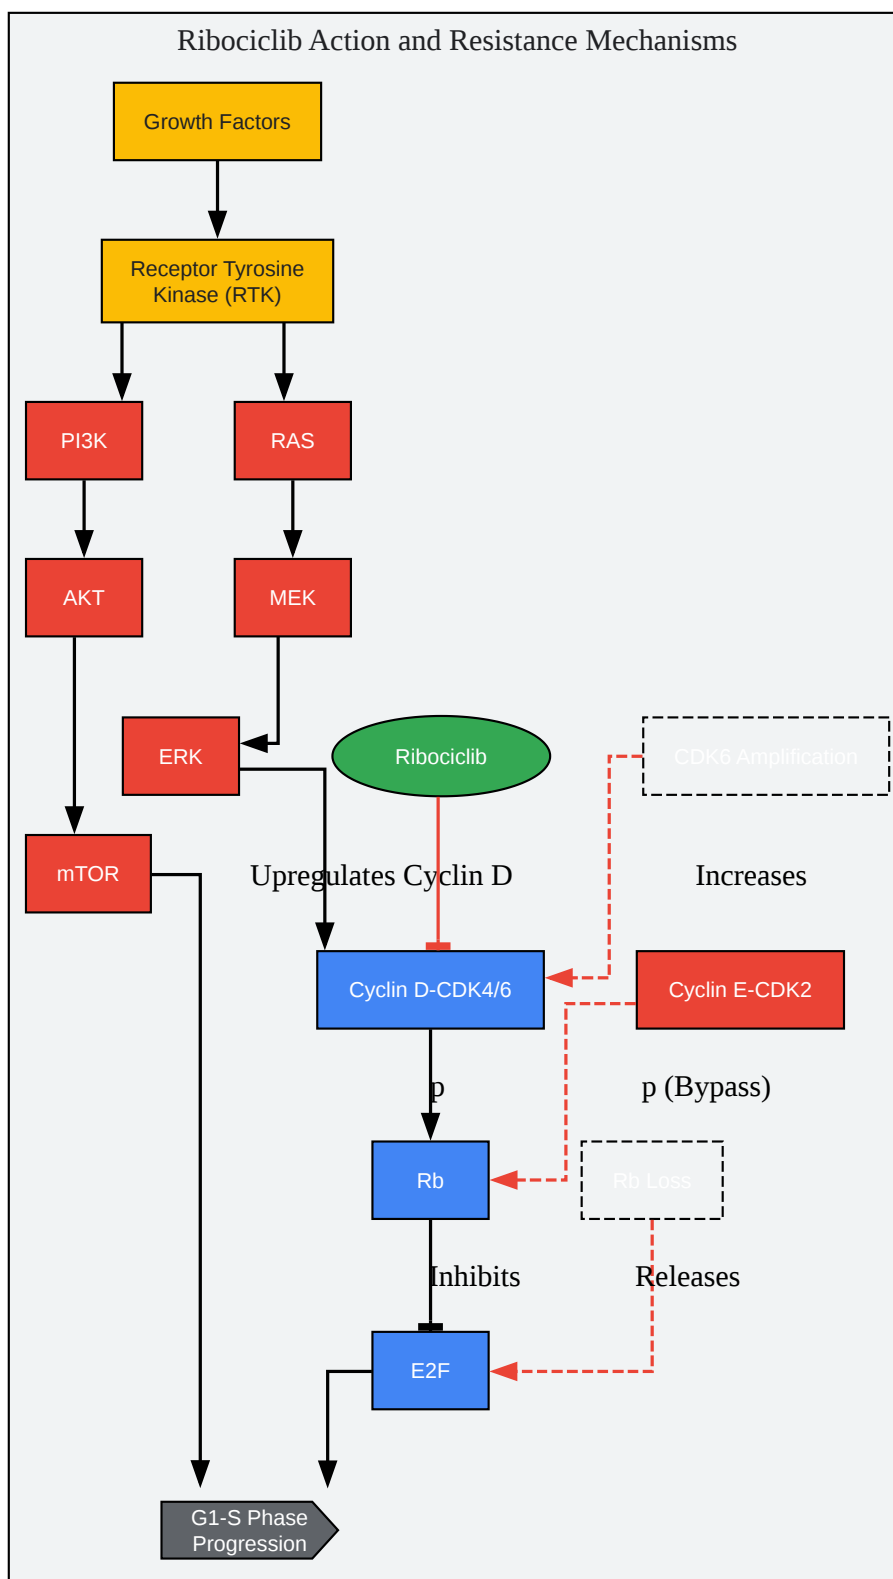 Ribociclib Action and Resistance Mechanisms
Growth Factors
Receptor Tyrosine
Kinase (RTK)
PI3K
RAS
AKT
MEK
ERK
Ribociclib
CDK6 Amplification
mTOR
Upregulates Cyclin D
Increases
Cyclin D-CDK4/6
Cyclin E-CDK2
p
p (Bypass)
Rb
Rb Loss
Inhibits
Releases
E2F
G1-S Phase
Progression